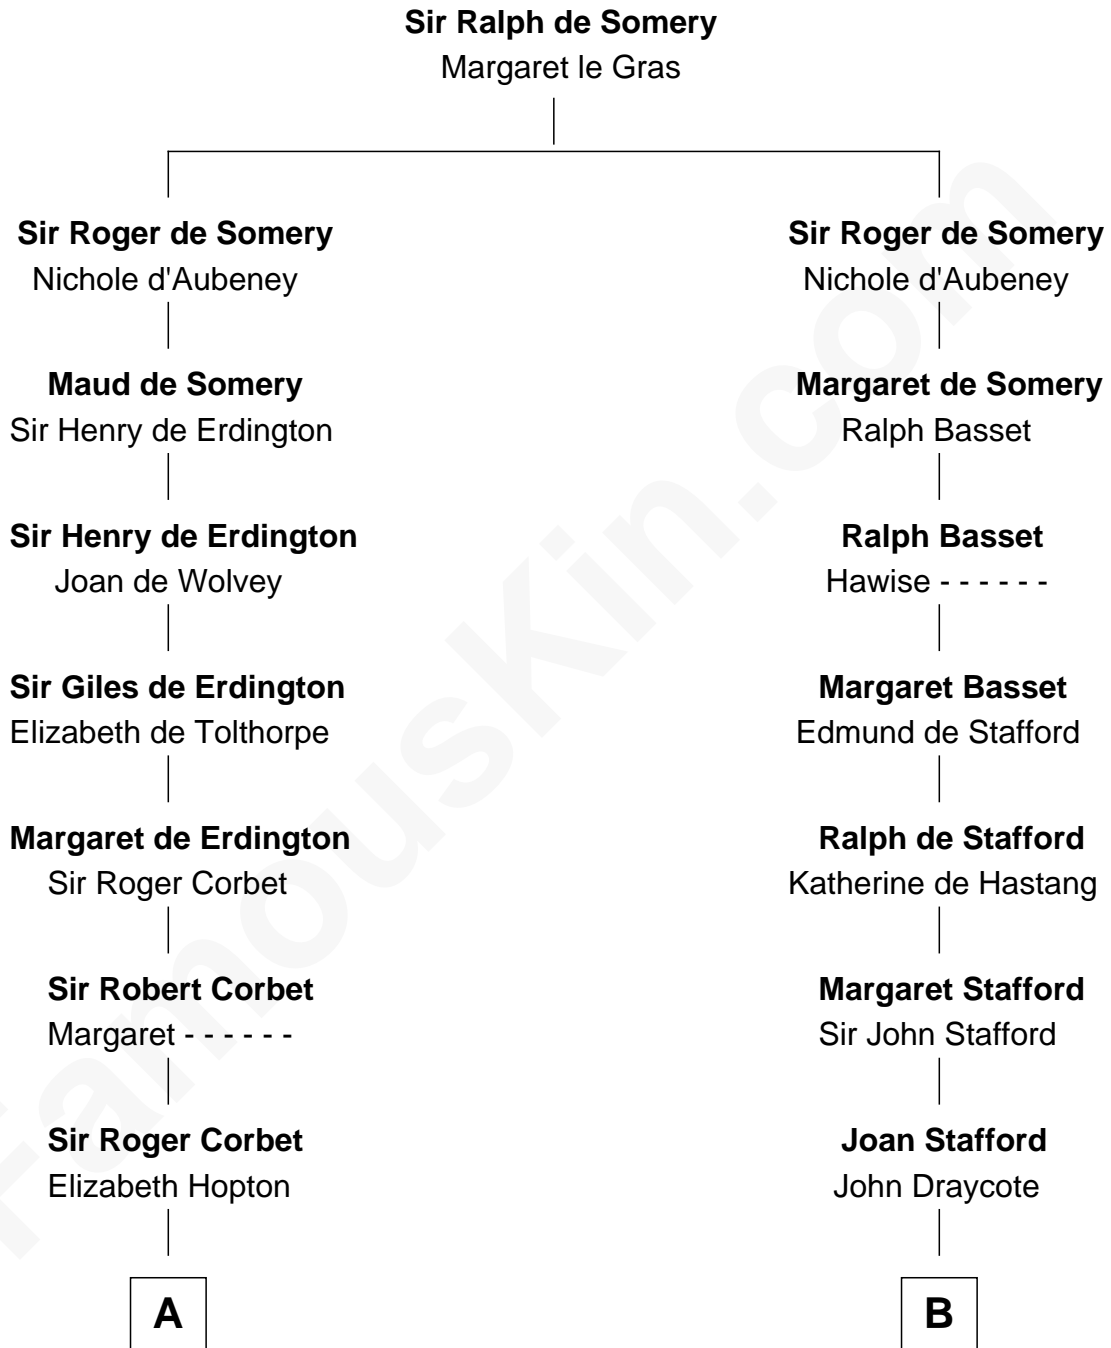 Sir Ralph de Somery
Margaret le Gras
Sir Roger de Somery
Nichole d'Aubeney
Maud de Somery
Sir Henry de Erdington
Sir Henry de Erdington
Joan de Wolvey
Sir Giles de Erdington
Elizabeth de Tolthorpe
Margaret de Erdington
Sir Roger Corbet
Sir Robert Corbet
Margaret - - - - - -
Sir Roger Corbet
Elizabeth Hopton
A
Sir Roger de Somery
Nichole d'Aubeney
Margaret de Somery
Ralph Basset
Ralph Basset
Hawise - - - - - -
Margaret Basset
Edmund de Stafford
Ralph de Stafford
Katherine de Hastang
Margaret Stafford
Sir John Stafford
Joan Stafford
John Draycote
B
FamousKin.com